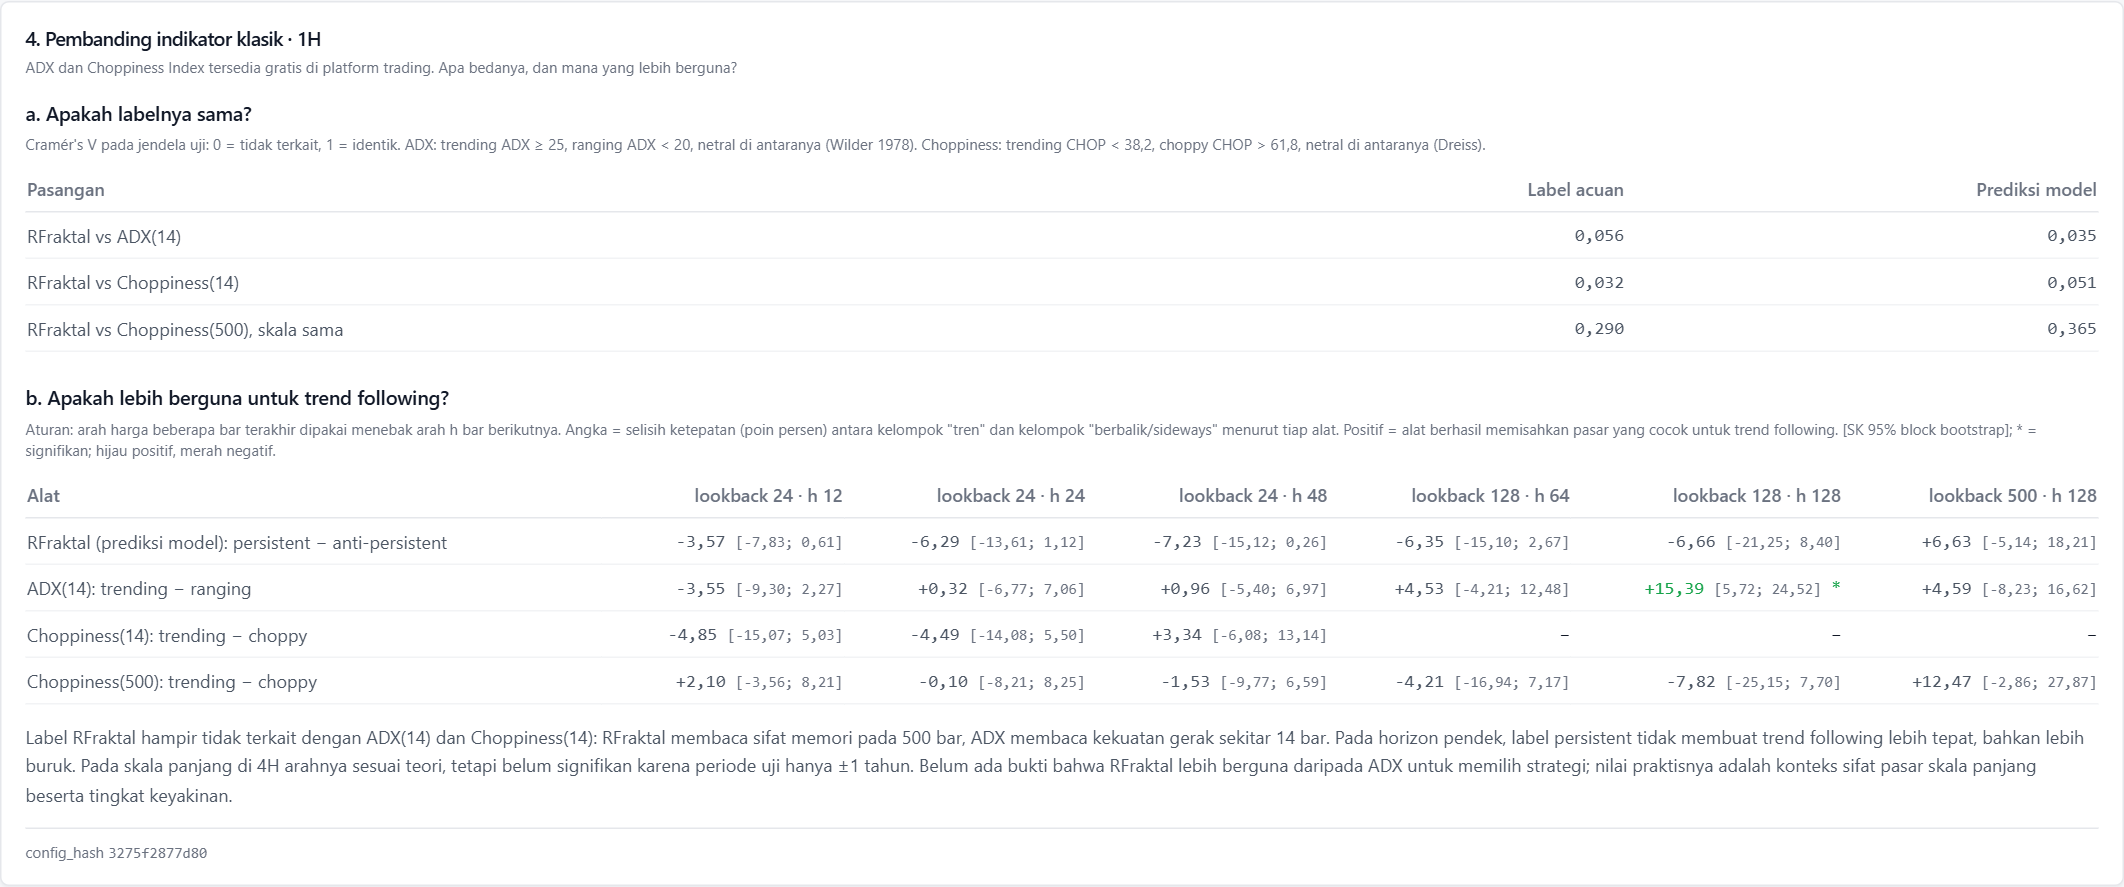 4. Pembanding indikator klasik · 1H
ADX dan Choppiness Index tersedia gratis di platform trading. Apa bedanya, dan mana yang lebih berguna?
a. Apakah labelnya sama?
Cramér's V pada jendela uji: 0 = tidak terkait, 1 = identik. ADX: trending ADX ≥ 25, ranging ADX < 20, netral di antaranya (Wilder 1978). Choppiness: trending CHOP < 38,2, choppy CHOP > 61,8, netral di antaranya (Dreiss).
Pasangan Label acuan Prediksi model
RFraktal vs ADX(14) 0,056 0,035
RFraktal vs Choppiness(14) 0,032 0,051
RFraktal vs Choppiness(500), skala sama 0,290 0,365
b. Apakah lebih berguna untuk trend following?
Aturan: arah harga beberapa bar terakhir dipakai menebak arah h bar berikutnya. Angka = selisih ketepatan (poin persen) antara kelompok "tren" dan kelompok "berbalik/sideways" menurut tiap alat. Positif = alat berhasil memisahkan pasar yang cocok untuk trend following. [SK 95% block bootstrap]; * =
signifikan; hijau positif, merah negatif.
Alat lookback 24 · h 12 lookback 24 · h 24 lookback 24 · h 48 lookback 128 · h 64 lookback 128 · h 128 lookback 500 · h 128
RFraktal (prediksi model): persistent − anti-persistent -3,57 [-7,83; 0,61] -6,29 [-13,61; 1,12] -7,23 [-15,12; 0,26] -6,35 [-15,10; 2,67] -6,66 [-21,25; 8,40] +6,63 [-5,14; 18,21]
ADX(14): trending − ranging -3,55 [-9,30; 2,27] +0,32 [-6,77; 7,06] +0,96 [-5,40; 6,97] +4,53 [-4,21; 12,48] +15,39 [5,72; 24,52] * +4,59 [-8,23; 16,62]
Choppiness(14): trending − choppy -4,85 [-15,07; 5,03] -4,49 [-14,08; 5,50] +3,34 [-6,08; 13,14] – – –
Choppiness(500): trending − choppy +2,10 [-3,56; 8,21] -0,10 [-8,21; 8,25] -1,53 [-9,77; 6,59] -4,21 [-16,94; 7,17] -7,82 [-25,15; 7,70] +12,47 [-2,86; 27,87]
Label RFraktal hampir tidak terkait dengan ADX(14) dan Choppiness(14): RFraktal membaca sifat memori pada 500 bar, ADX membaca kekuatan gerak sekitar 14 bar. Pada horizon pendek, label persistent tidak membuat trend following lebih tepat, bahkan lebih
buruk. Pada skala panjang di 4H arahnya sesuai teori, tetapi belum signifikan karena periode uji hanya ±1 tahun. Belum ada bukti bahwa RFraktal lebih berguna daripada ADX untuk memilih strategi; nilai praktisnya adalah konteks sifat pasar skala panjang
beserta tingkat keyakinan.
config_hash 3275f2877d80